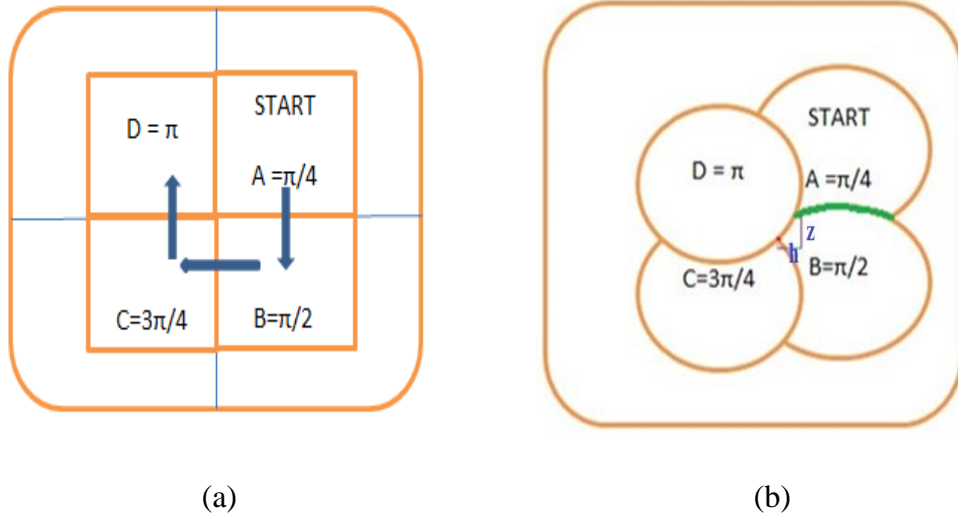 D = π
START
A =π/4
C=3π/4
B=π/2
START
D = π
A =π/4
z
h
B=π/2
C=3π/4
(a)
(b)